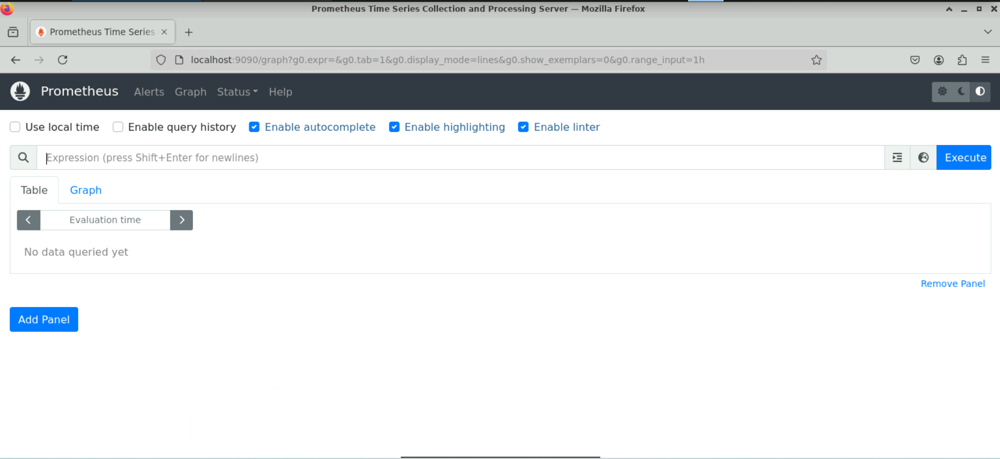 Prometheus Time Series Collection and Processing Server — Mozilla Firefox
Prometheus Time Series
localhost:9090/graph?g0.expr=&g0.tab=1&g0.display_mode=lines&g0.show_exemplars=0&g0.range_input=1h
Prometheus Alerts Graph Status Help
Use local time Enable query history Enable autocomplete Enable highlighting Enable linter
Expression (press Shift+Enter for newlines) Execute
Table Graph
Evaluation time
No data queried yet
Remove Panel
Add Panel